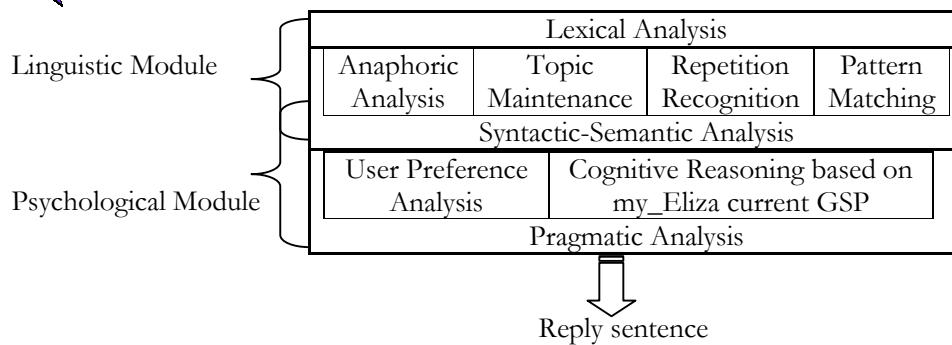 Lexical Analysis
Linguistic Module
Anaphoric Analysis
Topic Maintenance
Repetition Recognition
Pattern Matching
Syntactic-Semantic Analysis
Psychological Module
User Preference Analysis
Cognitive Reasoning based on
my_Eliza current GSP
Pragmatic Analysis
Reply sentence